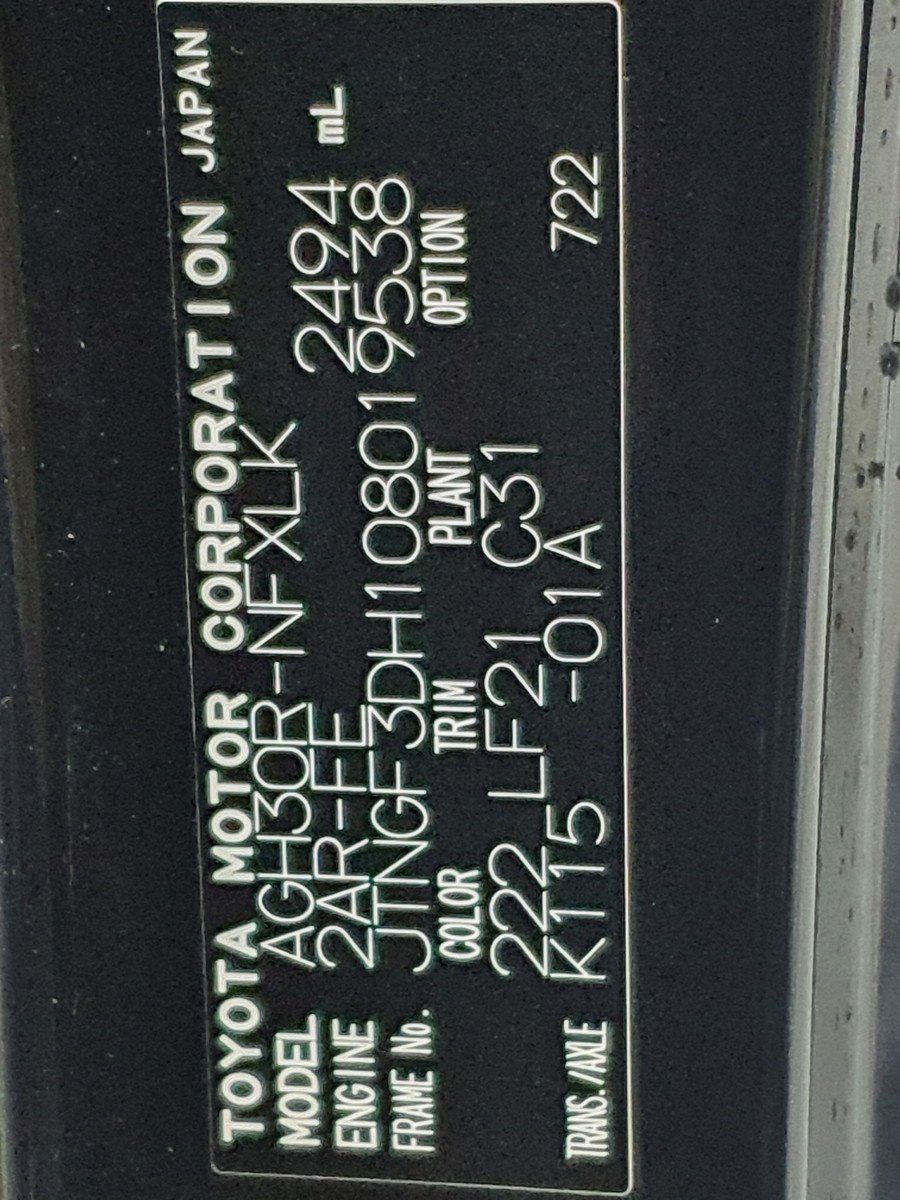 TOYOTA MOTOR CORPORATION JAPAN
MODEL AGH30R-NFXLK
ENGINE 2AR-FE 2494 mL
FRAME No. JTNGF3DH108019538
COLOR TRIM PLANT OPTION
222 LF21 C31
TRANS./AXLE K115 -01A 722